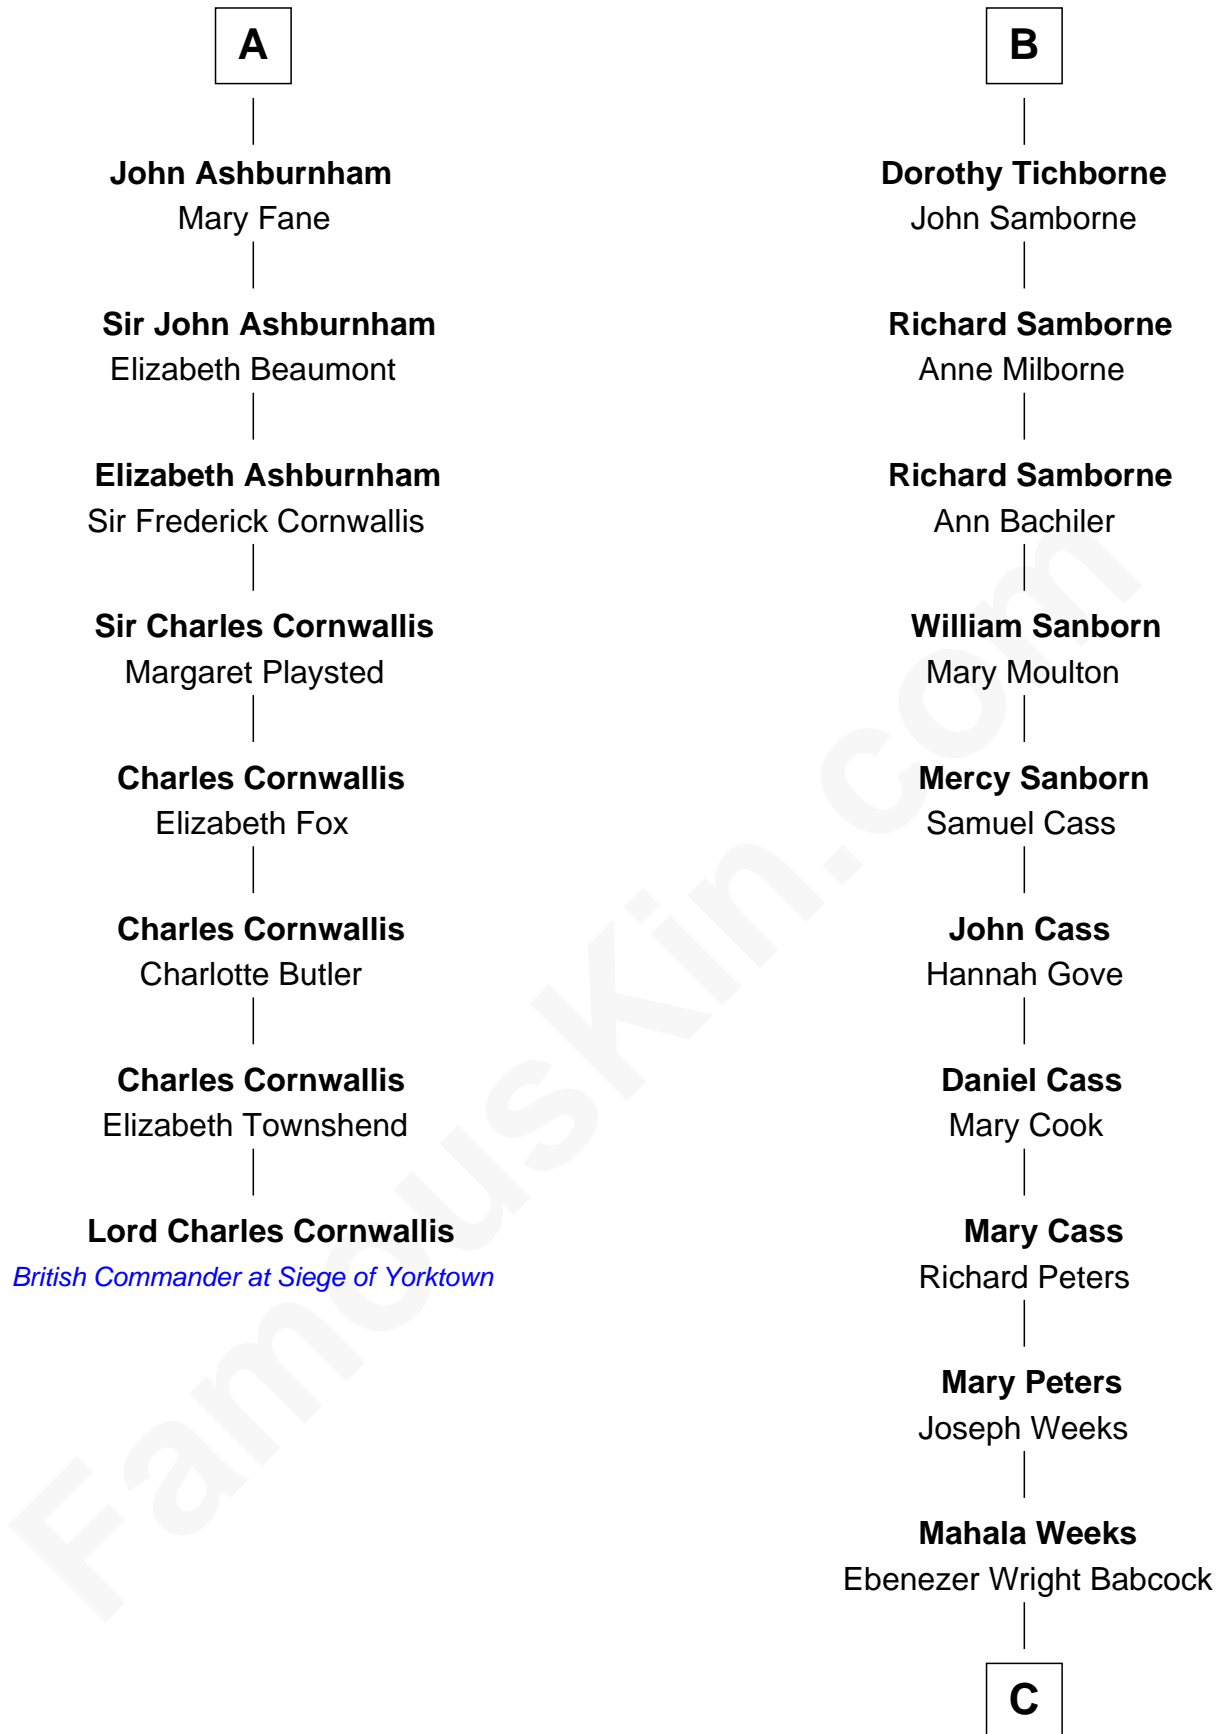 A
John Ashburnham
Mary Fane
Sir John Ashburnham
Elizabeth Beaumont
Elizabeth Ashburnham
Sir Frederick Cornwallis
Sir Charles Cornwallis
Margaret Playsted
Charles Cornwallis
Elizabeth Fox
Charles Cornwallis
Charlotte Butler
Charles Cornwallis
Elizabeth Townshend
Lord Charles Cornwallis
British Commander at Siege of Yorktown
B
Dorothy Tichborne
John Samborne
Richard Samborne
Anne Milborne
Richard Samborne
Ann Bachiler
William Sanborn
Mary Moulton
Mercy Sanborn
Samuel Cass
John Cass
Hannah Gove
Daniel Cass
Mary Cook
Mary Cass
Richard Peters
Mary Peters
Joseph Weeks
Mahala Weeks
Ebenezer Wright Babcock
C
FamousKin.com